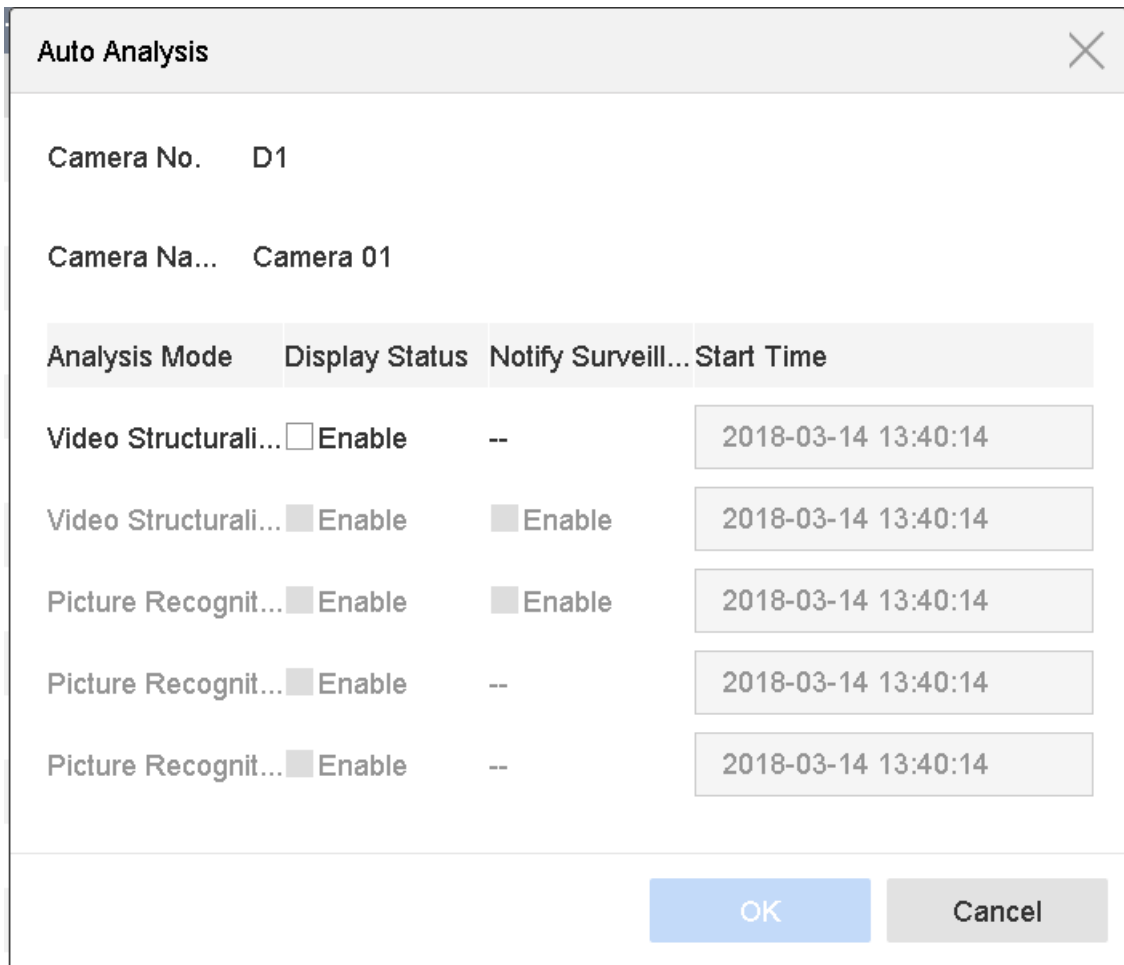 Auto Analysis
Camera No. D1
Camera Na... Camera 01
Analysis Mode Display Status Notify Surveill... Start Time
Video Structurali... Enable -- 2018-03-14 13:40:14
Video Structurali... Enable Enable 2018-03-14 13:40:14
Picture Recognit... Enable Enable 2018-03-14 13:40:14
Picture Recognit... Enable -- 2018-03-14 13:40:14
Picture Recognit... Enable -- 2018-03-14 13:40:14
OK Cancel